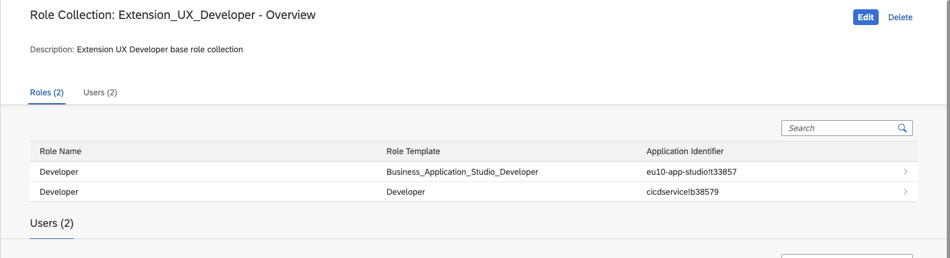 Role Collection: Extension_UX_Developer - Overview
Edit Delete
Description: Extension UX Developer base role collection
Roles (2) Users (2)
Search
Role Name Role Template Application Identifier
Developer Business_Application_Studio_Developer eu10-app-studio!t33857
Developer Developer cicdservice!b38579
Users (2)